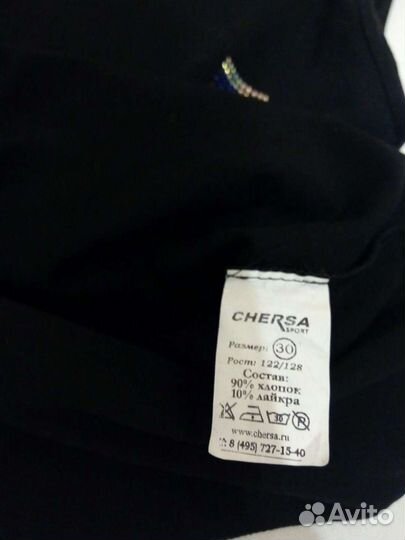 CHERSA
SPORT
Размер: 30
Рост: 122/128
Состав:
90% хлопок
10% лайкра
30 P
www.chersa.ru
т: 8 (495) 727-15-40
Avito